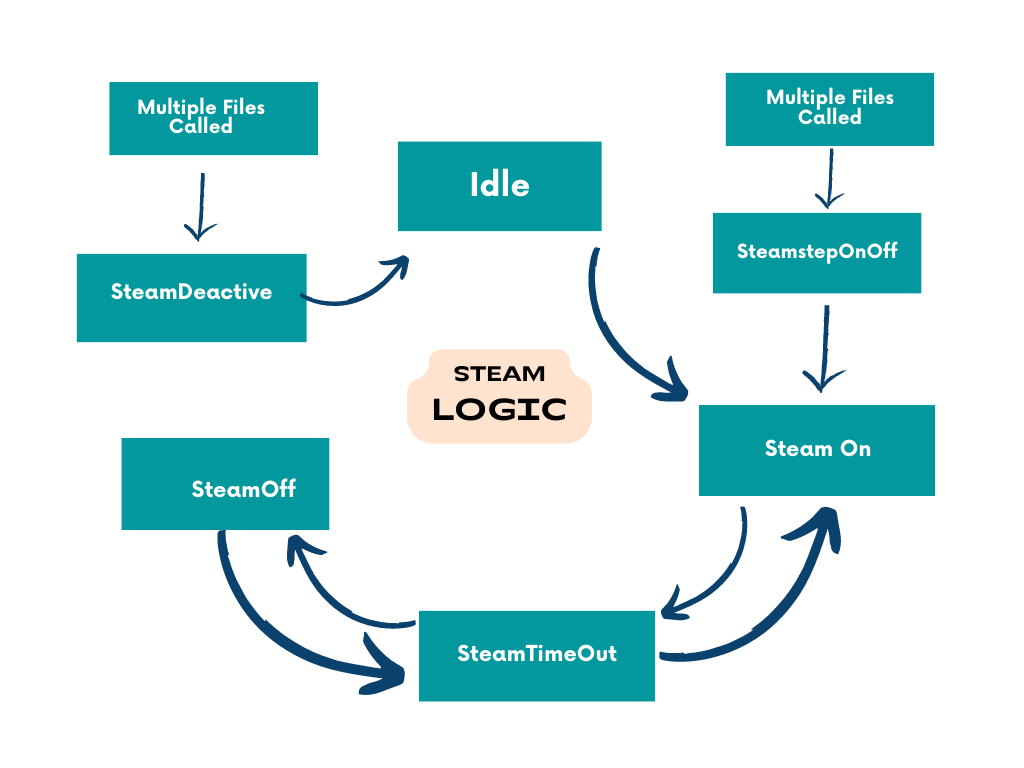 Multiple Files
Called
Multiple Files
Called
Idle
SteamstepOnOff
SteamDeactive
STEAM
LOGIC
Steam On
SteamOff
SteamTimeOut